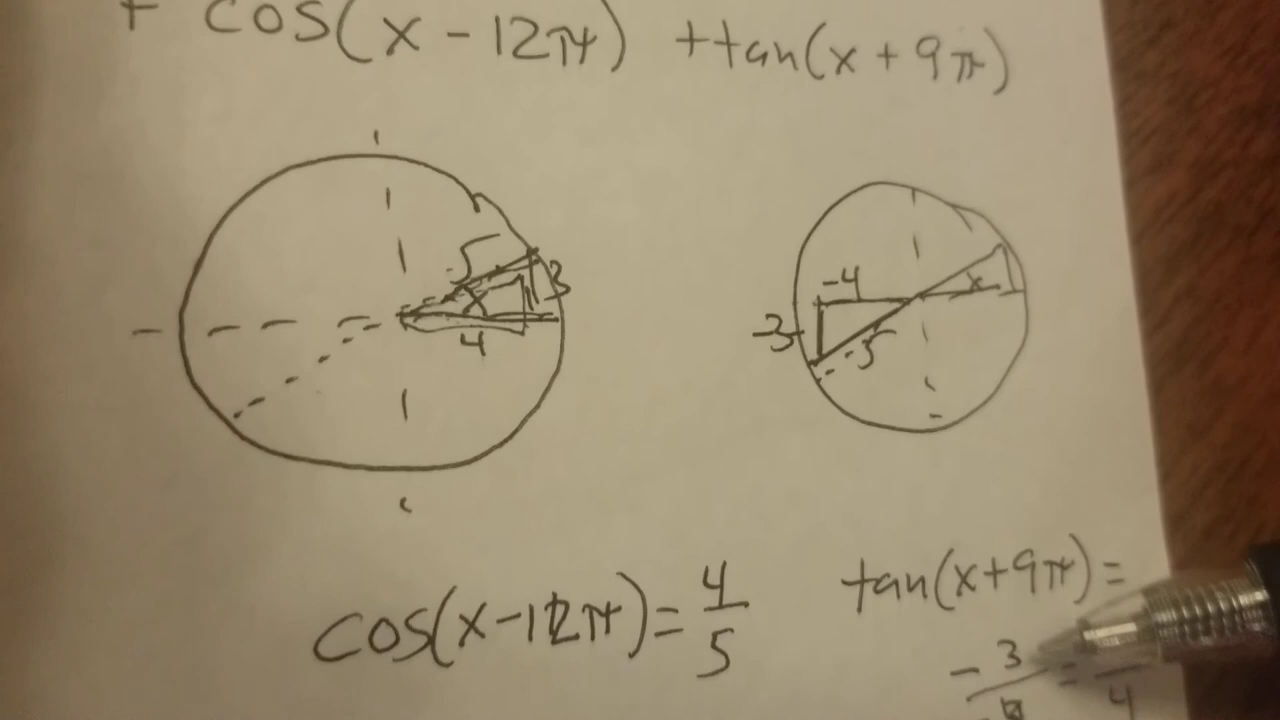 + cos(x - 12π) + tan(x + 9π)
5
3
x
4
-4
x
-3
5
cos(x-12π) = 4/5
tan(x+9π) =
-3
=
4